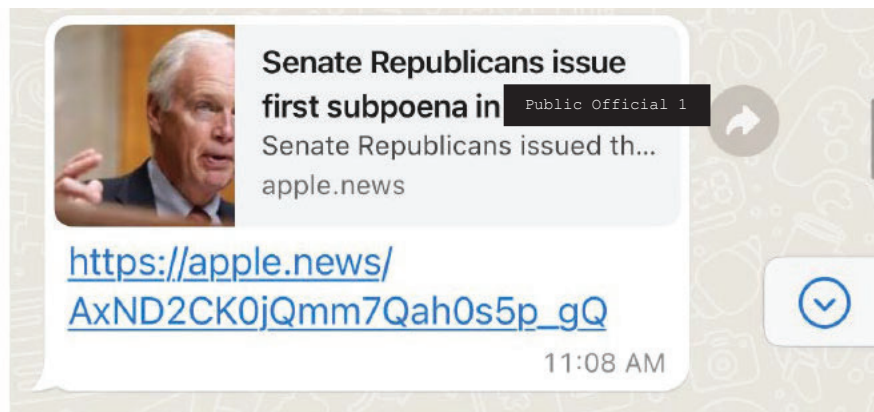 Senate Republicans issue
first subpoena in Public Official 1
Senate Republicans issued th...
apple.news
https://apple.news/
AxND2CK0jQmm7Qah0s5p_gQ
11:08 AM